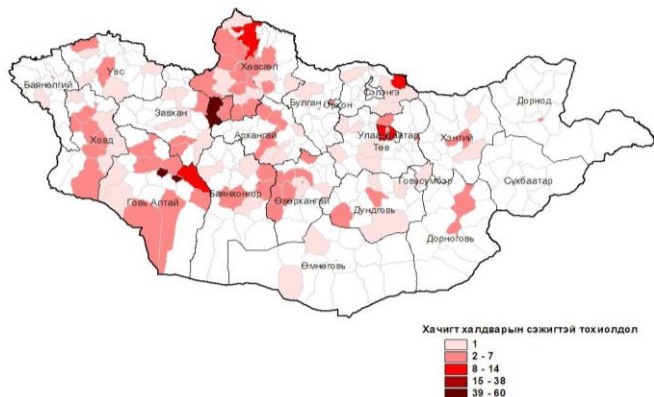 Хөвсгөл
Увс
Баянөлгий
Завхан
Булган
Орхон
Сэлэнгэ
Дорнод
Архангай
Улаанбаатар
Төв
Хэнтий
Ховд
Говь-Алтай
Баянхонгор
Өвөрхангай
Говьсүмбэр
Сүхбаатар
Дундговь
Дорноговь
Өмнөговь
Хачигт халдварын сэжигтэй тохиолдол
1
2 - 7
8 - 14
15 - 38
39 - 60